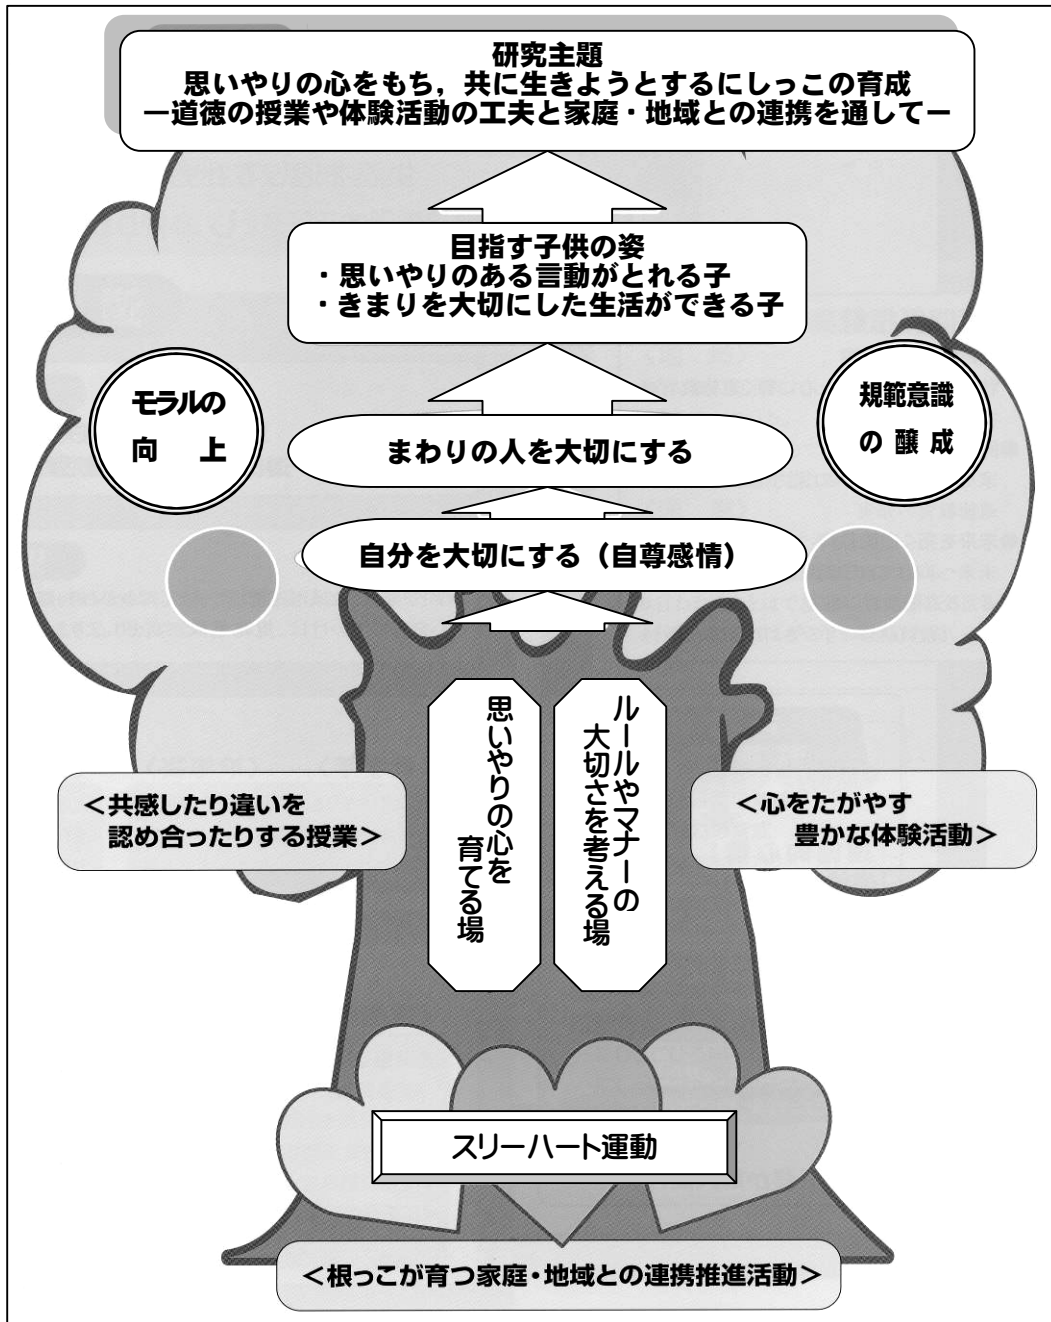 研究主題
思いやりの心をもち，共に生きようとするにしっこの育成
－道徳の授業や体験活動の工夫と家庭・地域との連携を通して－
目指す子供の姿
・思いやりのある言動がとれる子
・きまりを大切にした生活ができる子
モラルの
向　上
規範意識
の醸成
まわりの人を大切にする
自分を大切にする（自尊感情）
ルールやマナーの
大切さを考える場
思いやりの心を
育てる場
＜共感したり違いを
認め合ったりする授業＞
＜心をたがやす
豊かな体験活動＞
スリーハート運動
＜根っこが育つ家庭・地域との連携推進活動＞